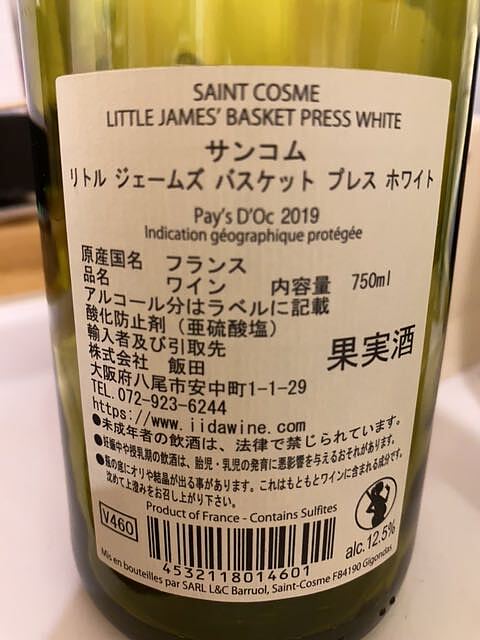 SAINT COSME
LITTLE JAMES' BASKET PRESS WHITE
サンコム
リトル ジェームズ バスケット プレス ホワイト
Pay's D'Oc 2019
Indication géographique protégée
原産国名 フランス
品名 ワイン 内容量 750ml
アルコール分はラベルに記載
酸化防止剤（亜硫酸塩）
輸入者及び引取先
株式会社 飯田
大阪府八尾市安中町1-1-29
TEL.072-923-6244
https://www.iidawine.com
果実酒
●未成年者の飲酒は、法律で禁じられています。
●妊娠中や授乳期の飲酒は、胎児・乳児の発育に悪影響を与えるおそれがあります。
●瓶の底にオリや結晶が出る事があります。これはもともとワインに含まれる成分です。
沈めて上澄みをお召し上がり下さい。
Product of France - Contains Sulfites
V460
4532118014601
alc.12.5%
Mis en bouteilles par SARL L&C Barruol, Saint-Cosme F84190 Gigondas